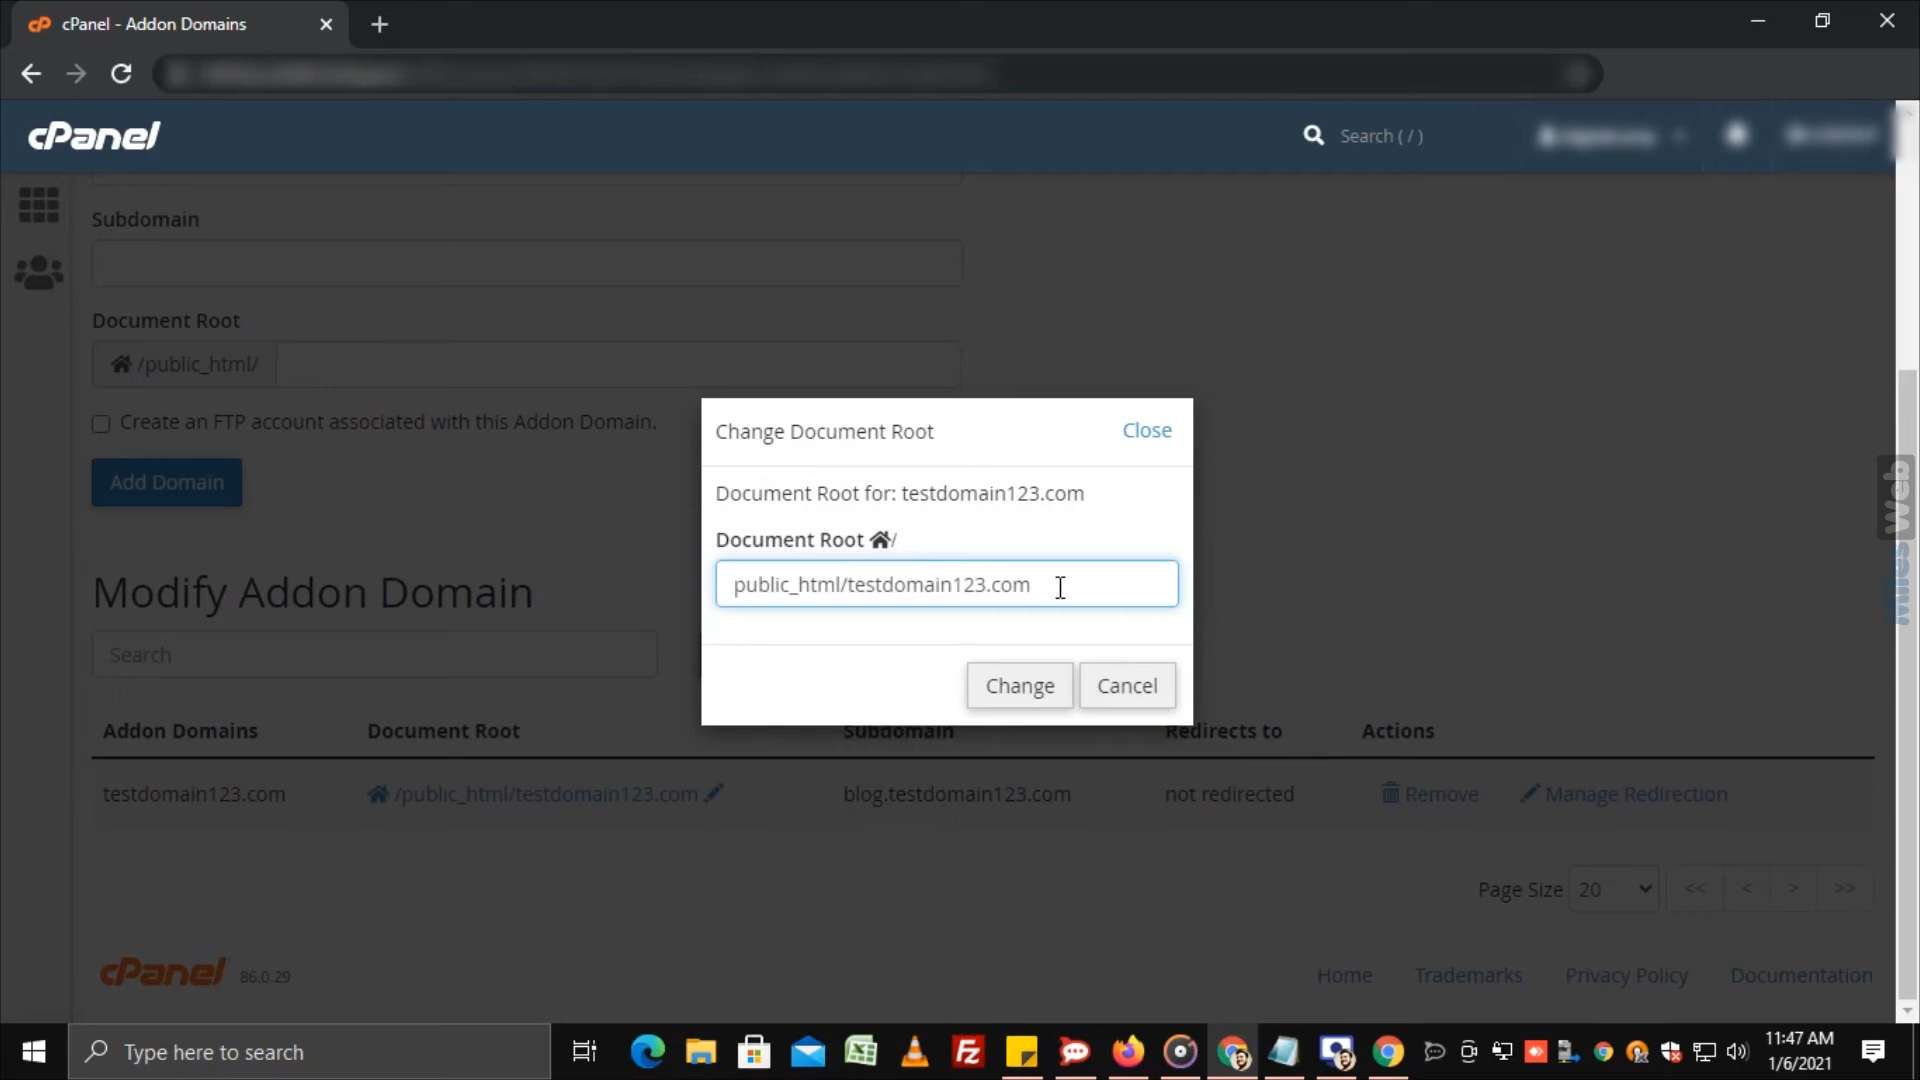 cPanel - Addon Domains
cPanel
Search ( / )
Subdomain
Document Root
/public_html/
Create an FTP account associated with this Addon Domain.
Add Domain
Change Document Root
Close
Document Root for: testdomain123.com
Document Root /
public_html/testdomain123.com
Change
Cancel
Modify Addon Domain
Search
Addon Domains
Document Root
Subdomain
Redirects to
Actions
testdomain123.com
/public_html/testdomain123.com
blog.testdomain123.com
not redirected
Remove
Manage Redirection
Page Size
20
<<
<
>
>>
cPanel
86.0.29
Home
Trademarks
Privacy Policy
Documentation
MilesWeb
Type here to search
11:47 AM
1/6/2021